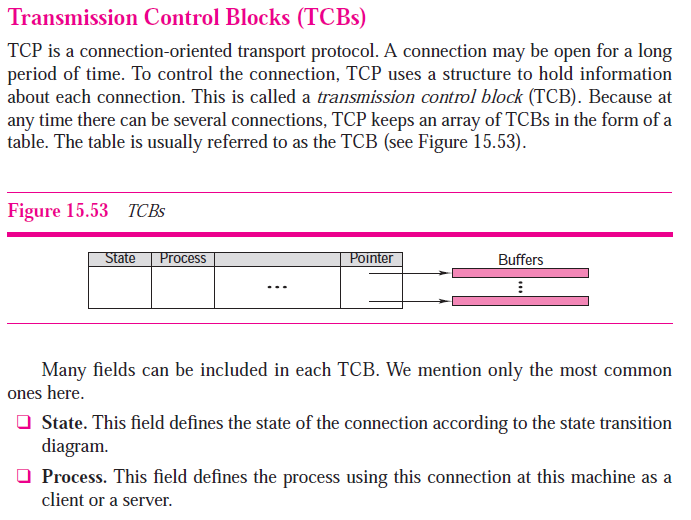 Transmission Control Blocks (TCBs)
TCP is a connection-oriented transport protocol. A connection may be open for a long
period of time. To control the connection, TCP uses a structure to hold information
about each connection. This is called a transmission control block (TCB). Because at
any time there can be several connections, TCP keeps an array of TCBs in the form of a
table. The table is usually referred to as the TCB (see Figure 15.53).
Figure 15.53 TCBs
State Process Pointer Buffers
Many fields can be included in each TCB. We mention only the most common
ones here.
❑ State. This field defines the state of the connection according to the state transition
diagram.
❑ Process. This field defines the process using this connection at this machine as a
client or a server.